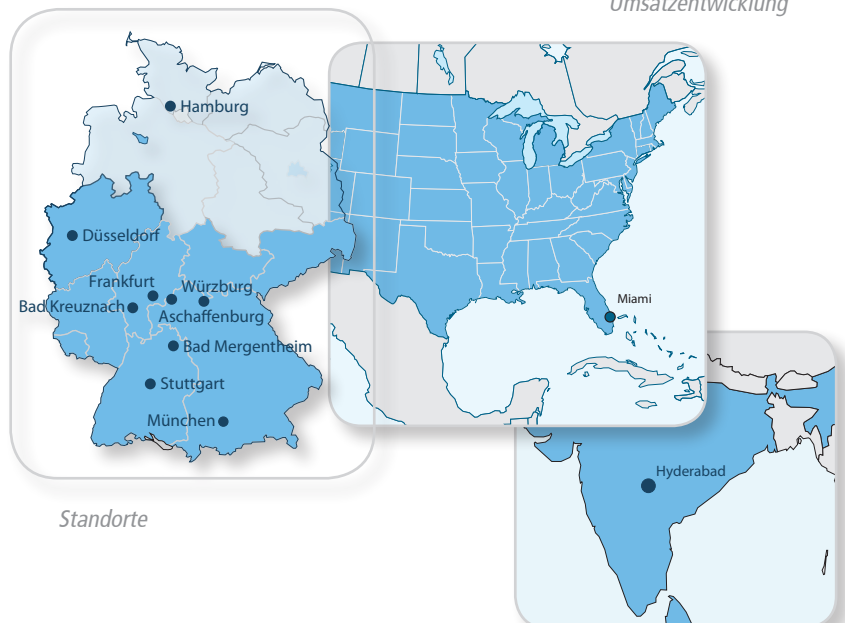 Umsatzentwicklung
Hamburg
Düsseldorf
Frankfurt
Würzburg
Bad Kreuznach
Aschaffenburg
Bad Mergentheim
Stuttgart
München
Miami
Hyderabad
Standorte